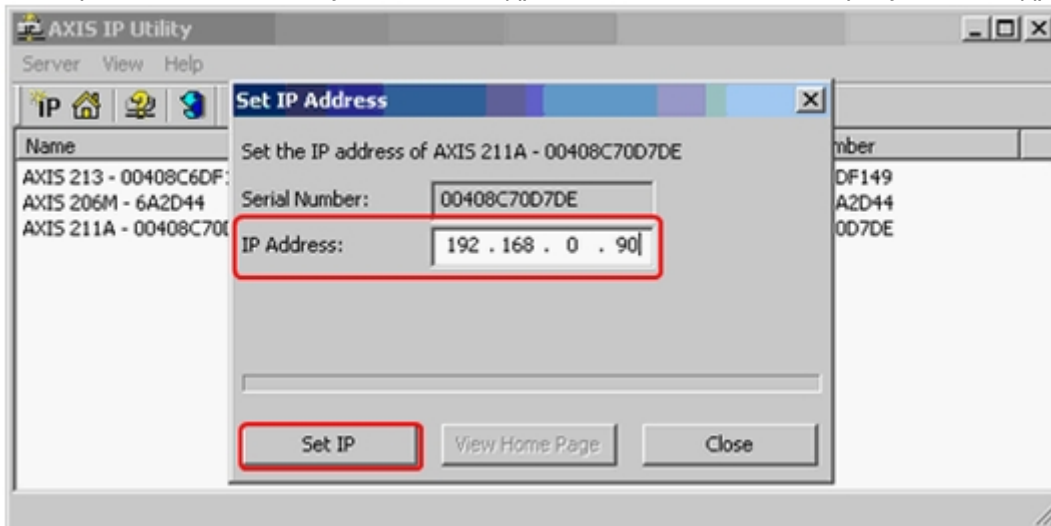 AXIS IP Utility
Server View Help
IP
Set IP Address
Name
mber
Set the IP address of AXIS 211A - 00408C70D7DE
AXIS 213 - 00408C6DF
DF149
AXIS 206M - 6A2D44
Serial Number: 00408C70D7DE
A2D44
AXIS 211A - 00408C70
0D7DE
IP Address: 192 . 168 . 0 . 90
Set IP
View Home Page
Close